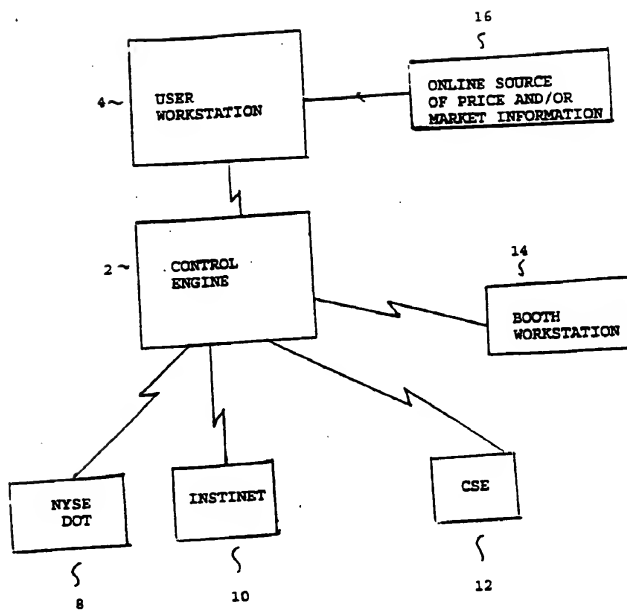 16
4~
USER
WORKSTATION
ONLINE SOURCE
OF PRICE AND/OR
MARKET INFORMATION
2~
CONTROL
ENGINE
14
BOOTH
WORKSTATION
NYSE
DOT
INSTINET
CSE
8
10
12